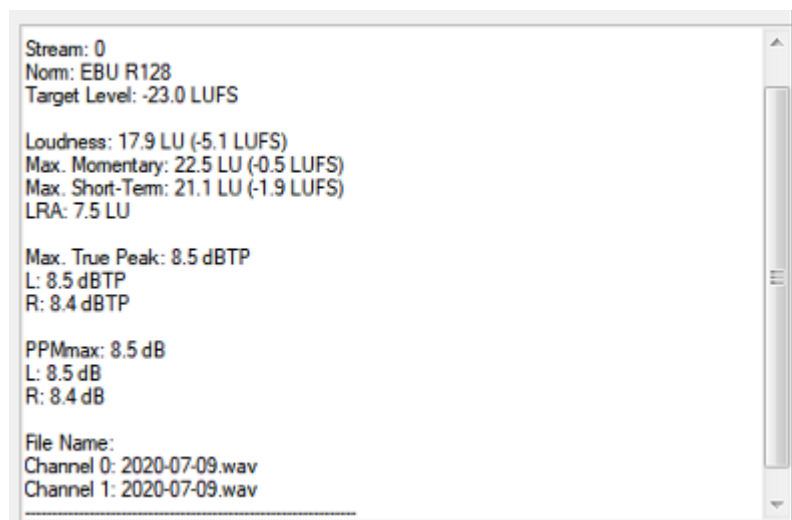 Stream: 0
Norm: EBU R128
Target Level: -23.0 LUFS
Loudness: 17.9 LU (-5.1 LUFS)
Max. Momentary: 22.5 LU (-0.5 LUFS)
Max. Short-Term: 21.1 LU (-1.9 LUFS)
LRA: 7.5 LU
Max. True Peak: 8.5 dBTP
L: 8.5 dBTP
R: 8.4 dBTP
PPMmax: 8.5 dB
L: 8.5 dB
R: 8.4 dB
File Name:
Channel 0: 2020-07-09.wav
Channel 1: 2020-07-09.wav